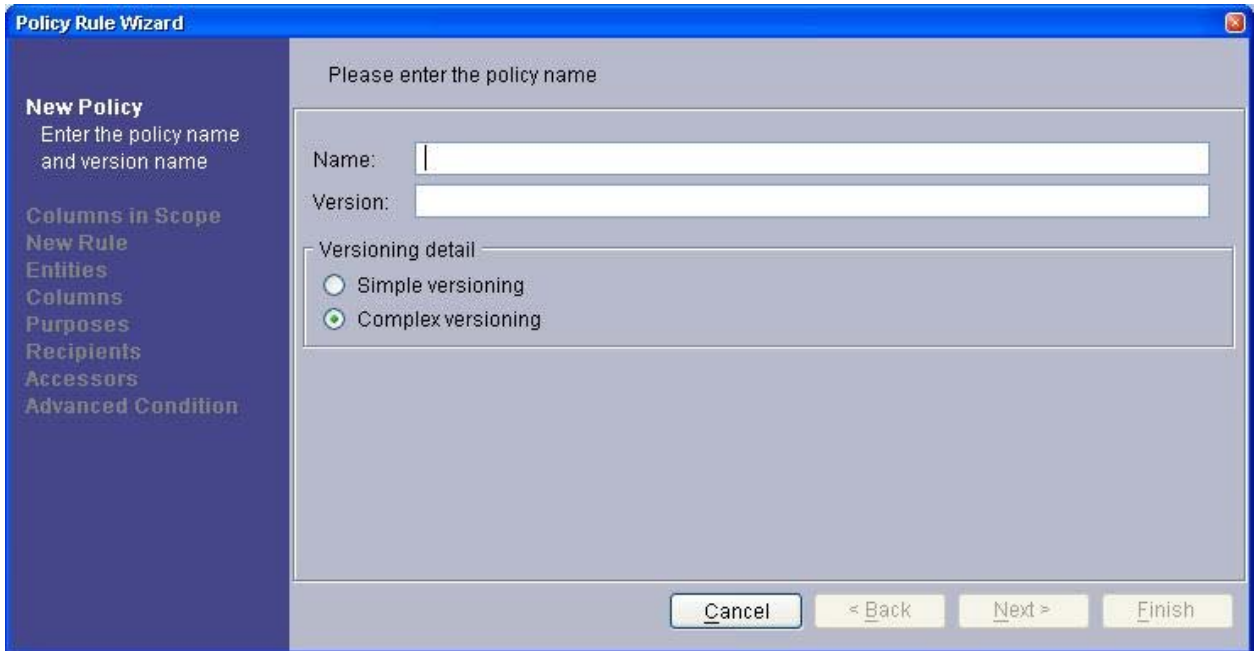 Policy Rule Wizard
New Policy
Enter the policy name
and version name
Columns in Scope
New Rule
Entities
Columns
Purposes
Recipients
Accessors
Advanced Condition
Please enter the policy name
Name:
Version:
Versioning detail
Simple versioning
Complex versioning
Cancel
< Back
Next >
Finish